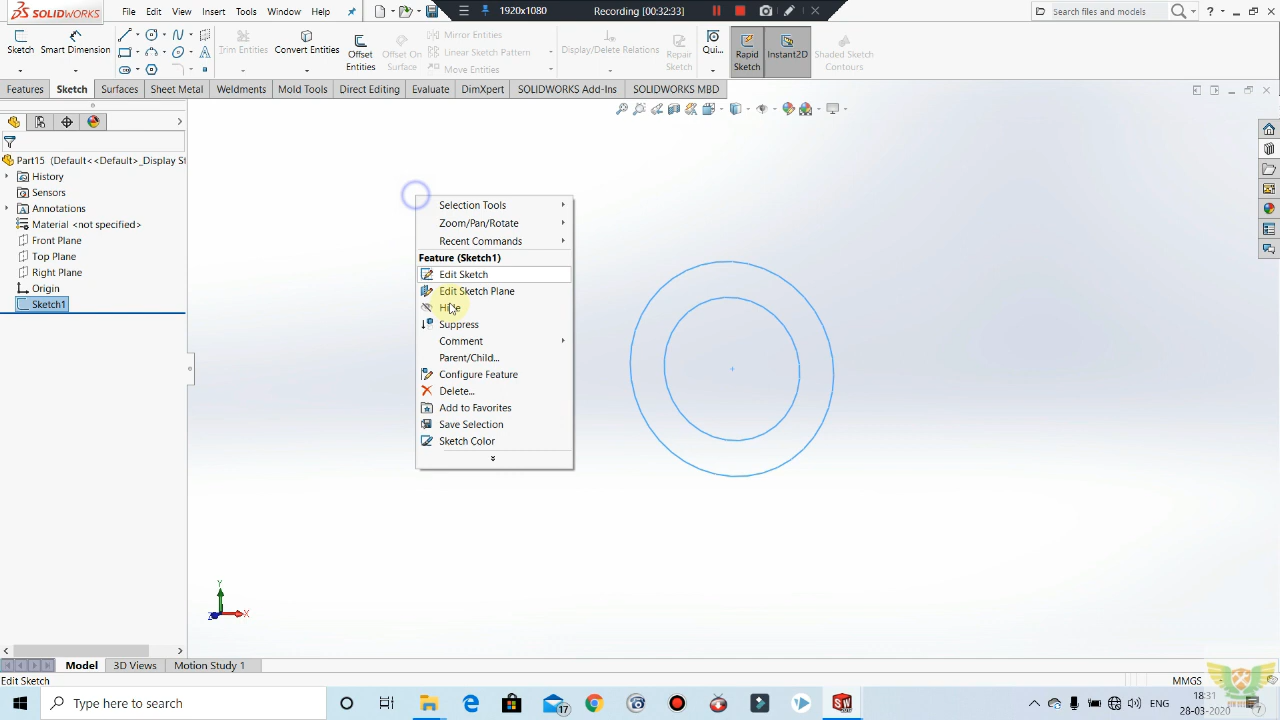 SOLIDWORKS File Edit View Insert Tools Window Help
1920x1080 Recording [00:32:33]
search files and models
Sketch Smart Dimension Trim Entities Convert Entities Offset Entities Offset On Surface Mirror Entities Linear Sketch Pattern Move Entities Display/Delete Relations Repair Sketch Qui... Rapid Sketch Instant2D Shaded Sketch Contours
Features Sketch Surfaces Sheet Metal Weldments Mold Tools Direct Editing Evaluate DimXpert SOLIDWORKS Add-Ins SOLIDWORKS MBD
Part15 (Default<<Default>_Display St
History
Sensors
Annotations
Material <not specified>
Front Plane
Top Plane
Right Plane
Origin
Sketch1
Selection Tools
Zoom/Pan/Rotate
Recent Commands
Feature (Sketch1)
Edit Sketch
Edit Sketch Plane
Hide
Suppress
Comment
Parent/Child...
Configure Feature
Delete...
Add to Favorites
Save Selection
Sketch Color
Y
X
Z
Model 3D Views Motion Study 1
Edit Sketch
MMGS
Type here to search
17
ENG
18:31
28-03-2020
7